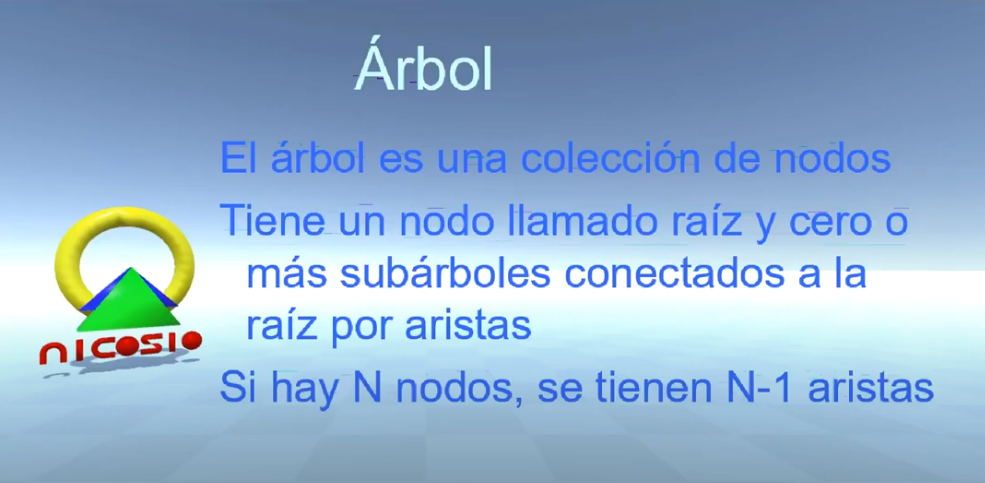 Árbol
El árbol es una colección de nodos
Tiene un nodo llamado raíz y cero o
más subárboles conectados a la
raíz por aristas
Si hay N nodos, se tienen N-1 aristas
nicosio